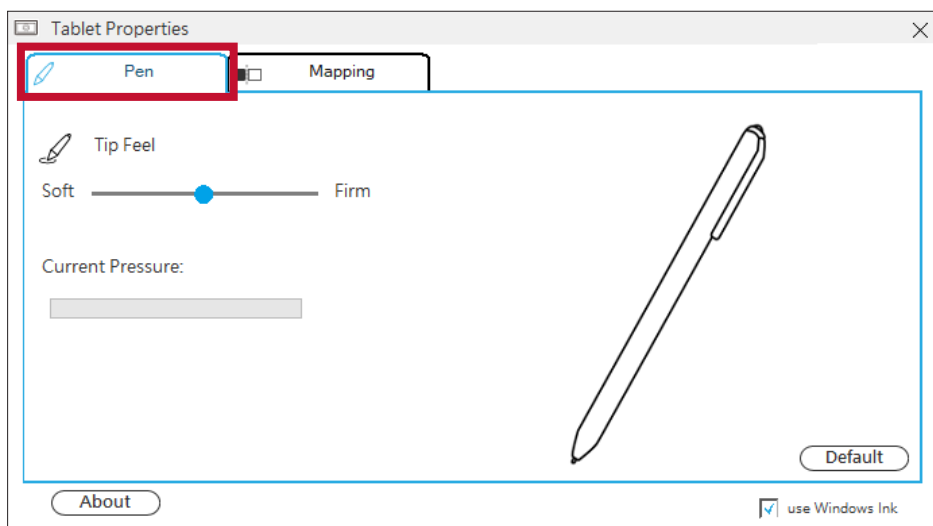 Tablet Properties
Pen
Mapping
Tip Feel
Soft
Firm
Current Pressure:
Default
About
use Windows Ink